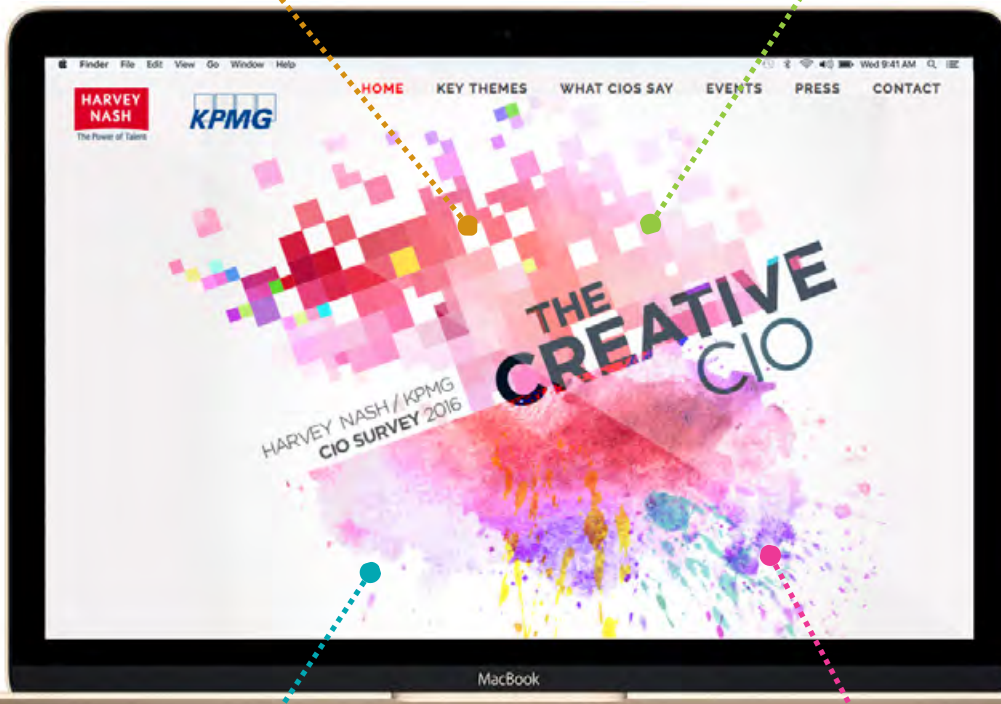 Finder File Edit View Go Window Help
Wed 9:41 AM
HARVEY
NASH
The Power of Talent
KPMG
HOME KEY THEMES WHAT CIOS SAY EVENTS PRESS CONTACT
THE
CREATIVE
CIO
HARVEY NASH / KPMG
CIO SURVEY 2016
MacBook